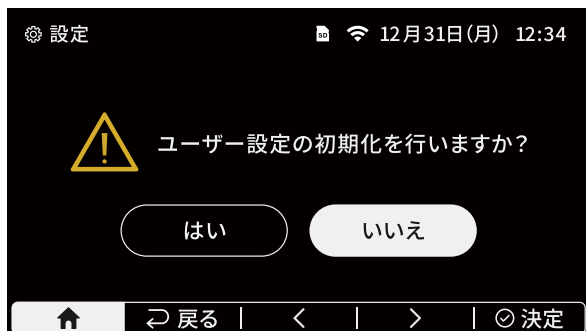 設定 SD 12月31日(月) 12:34
ユーザー設定の初期化を行いますか?
はい いいえ
戻る 決定